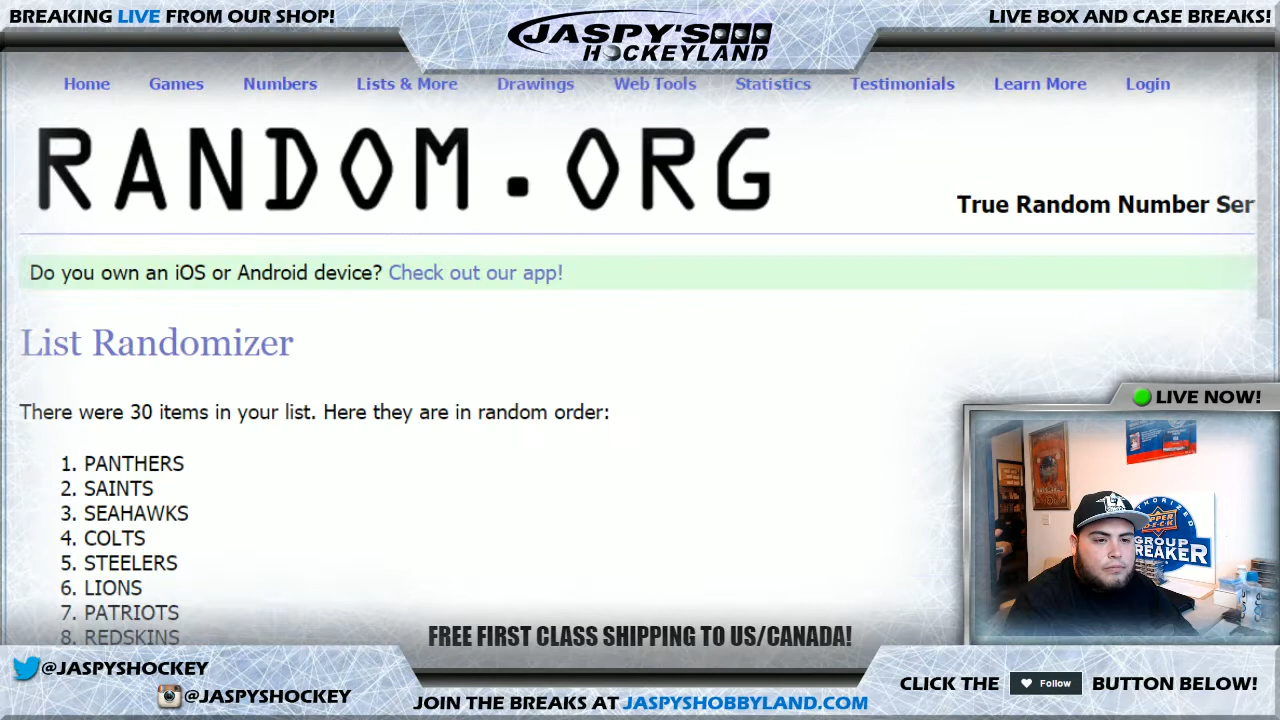 BREAKING LIVE FROM OUR SHOP!
JASPY'S
HOCKEYLAND
LIVE BOX AND CASE BREAKS!
Home Games Numbers Lists & More Drawings Web Tools Statistics Testimonials Learn More Login
RANDOM.ORG
True Random Number Ser
Do you own an iOS or Android device? Check out our app!
List Randomizer
There were 30 items in your list. Here they are in random order:
1. PANTHERS
2. SAINTS
3. SEAHAWKS
4. COLTS
5. STEELERS
6. LIONS
7. PATRIOTS
8. REDSKINS
LIVE NOW!
UPPER
DECK
GROUP
BREAKER
FREE FIRST CLASS SHIPPING TO US/CANADA!
@JASPYSHOCKEY
@JASPYSHOCKEY
JOIN THE BREAKS AT JASPYSHOBBYLAND.COM
CLICK THE Follow BUTTON BELOW!